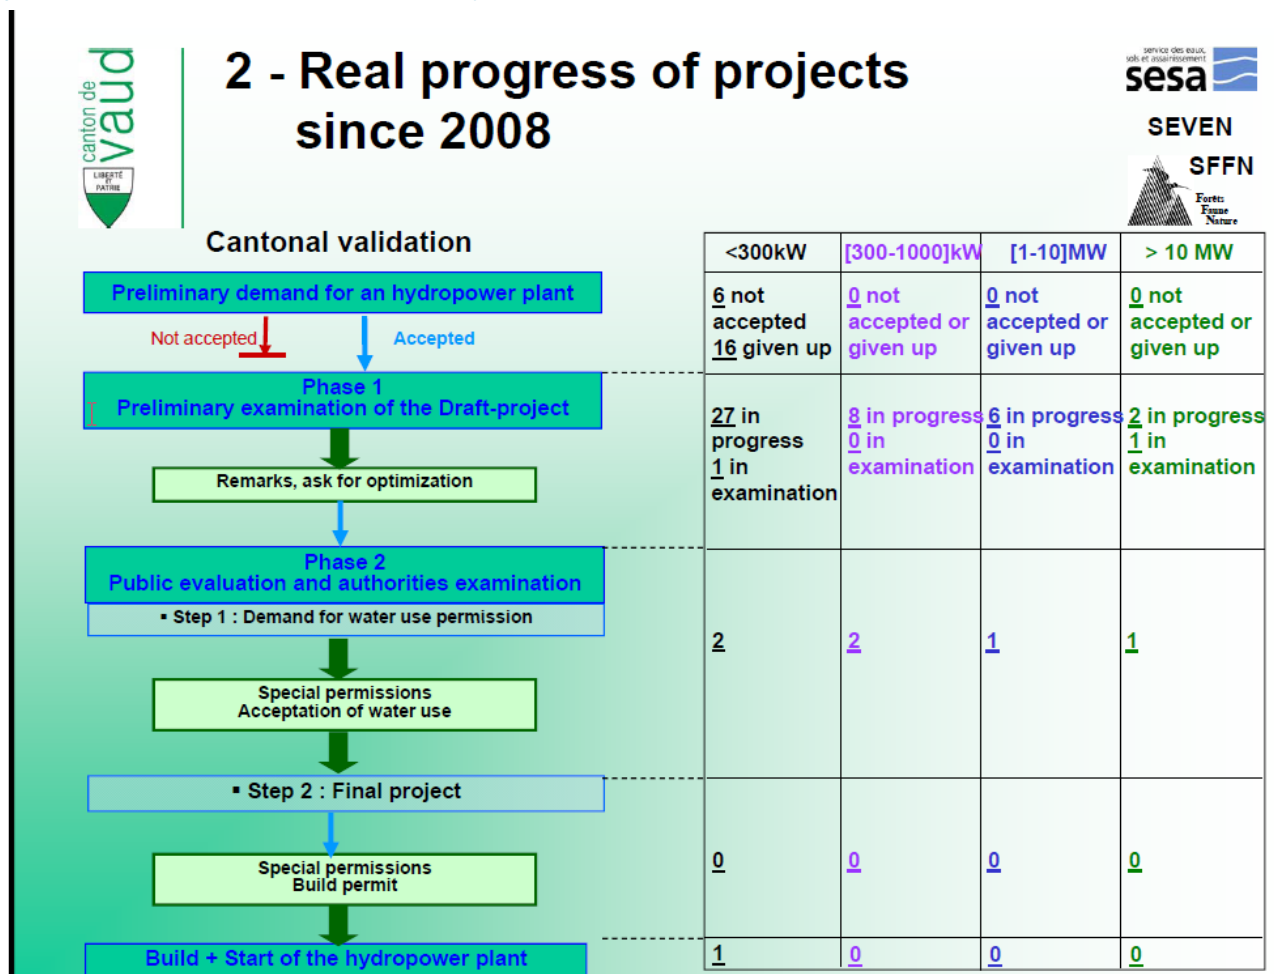 2 - Real progress of projects
since 2008
canton de
vaud
LIBERTÉ
ET
PATRIE
service des eaux,
sols et assainissement
sesa
SEVEN
SFFN
Forêts
Faune
Nature
Cantonal validation
Preliminary demand for an hydropower plant
Not accepted
Accepted
Phase 1
Preliminary examination of the Draft-project
Remarks, ask for optimization
Phase 2
Public evaluation and authorities examination
▪ Step 1 : Demand for water use permission
Special permissions
Acceptation of water use
▪ Step 2 : Final project
Special permissions
Build permit
Build + Start of the hydropower plant
<300kW
[300-1000]kW
[1-10]MW
> 10 MW
6 not
accepted
16 given up
0 not
accepted or
given up
0 not
accepted or
given up
0 not
accepted or
given up
27 in
progress
1 in
examination
8 in progress
0 in
examination
6 in progress
0 in
examination
2 in progress
1 in
examination
2
2
1
1
0
0
0
0
1
0
0
0